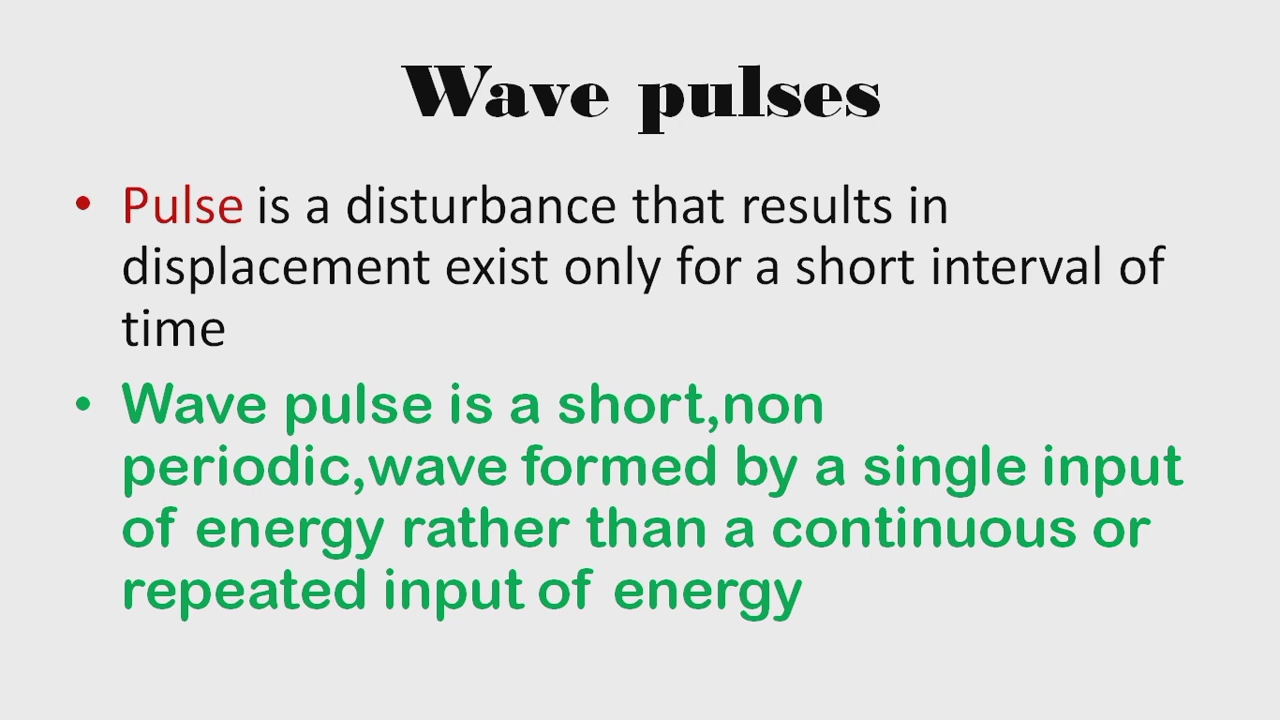 Wave pulses
• Pulse is a disturbance that results in
displacement exist only for a short interval of
time
• Wave pulse is a short,non
periodic,wave formed by a single input
of energy rather than a continuous or
repeated input of energy